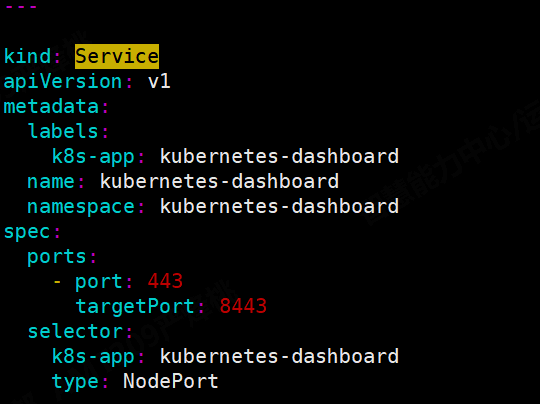 ---
kind: Service
apiVersion: v1
metadata:
  labels:
    k8s-app: kubernetes-dashboard
  name: kubernetes-dashboard
  namespace: kubernetes-dashboard
spec:
  ports:
    - port: 443
      targetPort: 8443
  selector:
    k8s-app: kubernetes-dashboard
    type: NodePort